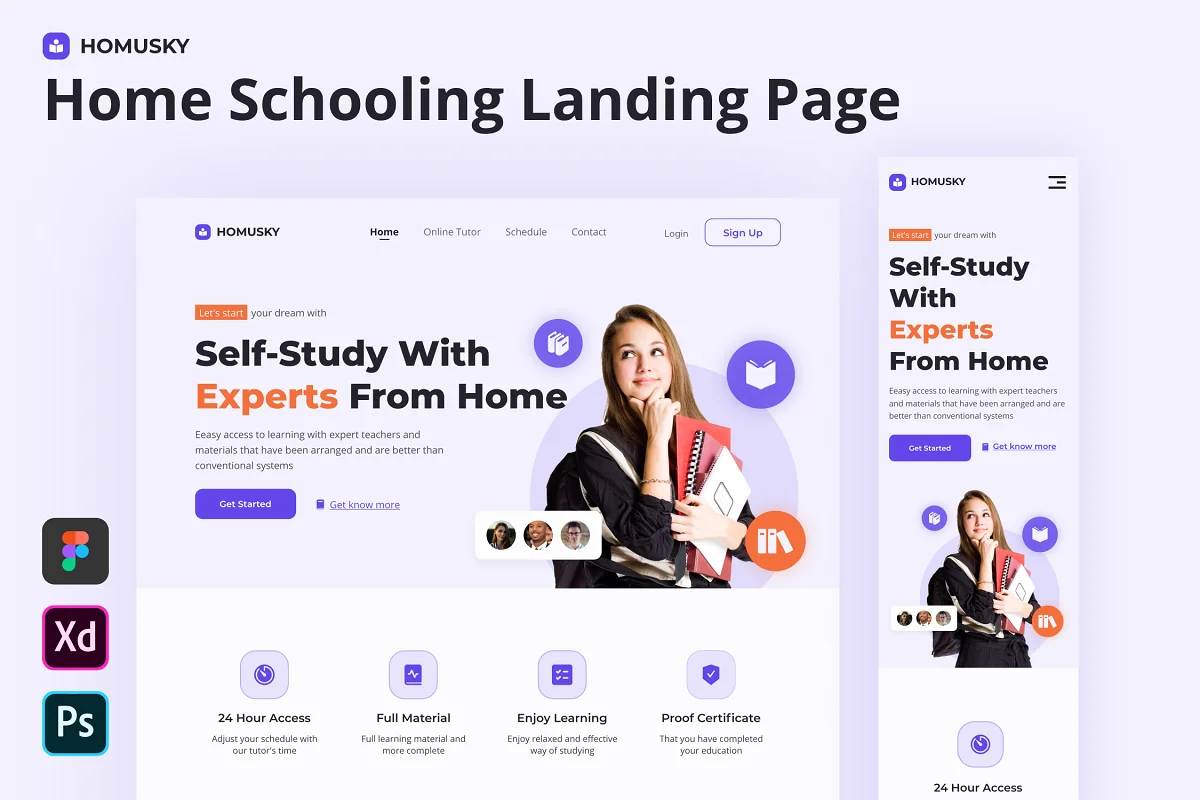 HOMUSKY
Home Schooling Landing Page
HOMUSKY
Home Online Tutor Schedule Contact Login Sign Up
Let's start your dream with
Self-Study With
Experts From Home
Eeasy access to learning with expert teachers and
materials that have been arranged and are better than
conventional systems
Get Started Get know more
24 Hour Access
Adjust your schedule with
our tutor's time
Full Material
Full learning material and
more complete
Enjoy Learning
Enjoy relaxed and effective
way of studying
Proof Certificate
That you have completed
your education
HOMUSKY
Let's start your dream with
Self-Study
With
Experts
From Home
Eeasy access to learning with expert teachers
and materials that have been arranged and are
better than conventional systems
Get Started Get know more
24 Hour Access
Xd
Ps